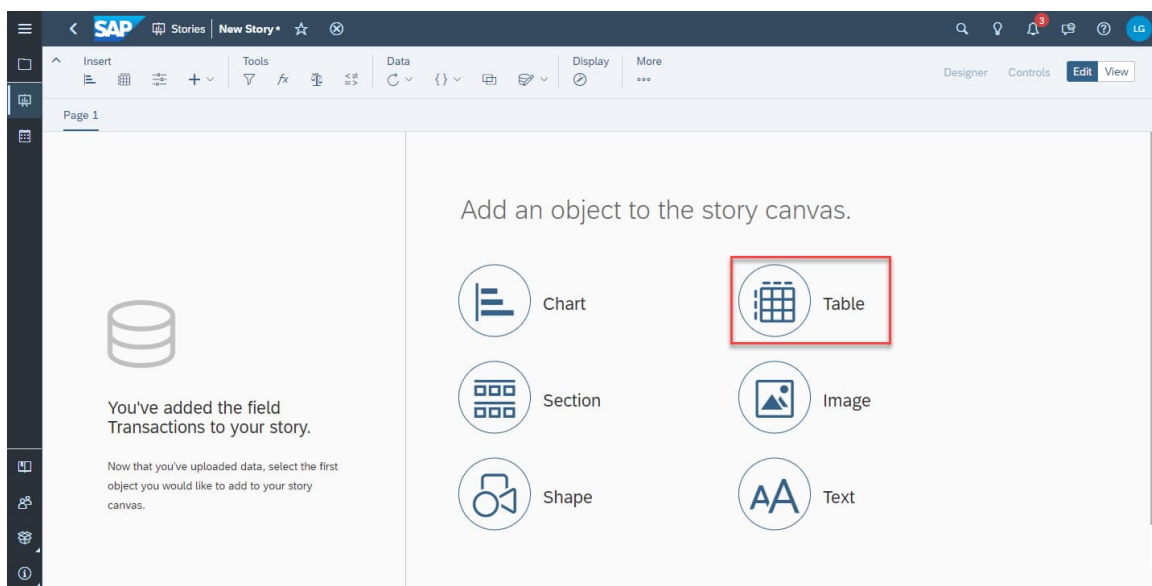 SAP Stories New Story * 3 LG
Insert Tools Data Display More
Designer Controls Edit View
Page 1
Add an object to the story canvas.
Chart Table
Section Image
Shape Text
You've added the field
Transactions to your story.
Now that you've uploaded data, select the first
object you would like to add to your story
canvas.